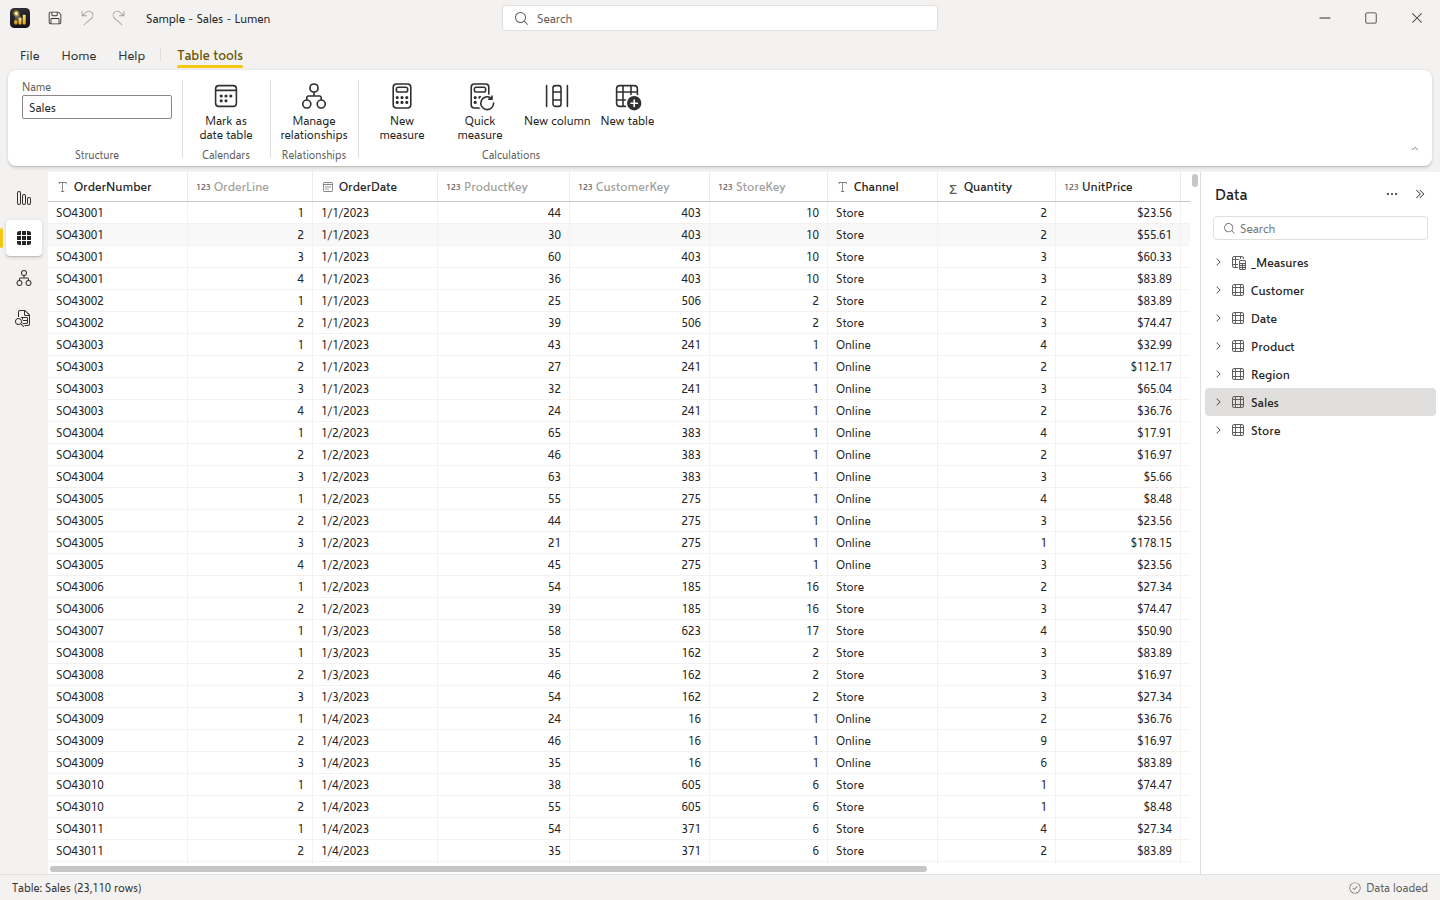 Sample - Sales - Lumen
Search
File Home Help Table tools
Name
Sales
Structure
Mark as date table
Calendars
Manage relationships
Relationships
New measure
Quick measure
New column
New table
Calculations
OrderNumber 123 OrderLine OrderDate 123 ProductKey 123 CustomerKey 123 StoreKey Channel Σ Quantity 123 UnitPrice
SO43001 1 1/1/2023 44 403 10 Store 2 $23.56
SO43001 2 1/1/2023 30 403 10 Store 2 $55.61
SO43001 3 1/1/2023 60 403 10 Store 3 $60.33
SO43001 4 1/1/2023 36 403 10 Store 3 $83.89
SO43002 1 1/1/2023 25 506 2 Store 2 $83.89
SO43002 2 1/1/2023 39 506 2 Store 3 $74.47
SO43003 1 1/1/2023 43 241 1 Online 4 $32.99
SO43003 2 1/1/2023 27 241 1 Online 2 $112.17
SO43003 3 1/1/2023 32 241 1 Online 3 $65.04
SO43003 4 1/1/2023 24 241 1 Online 2 $36.76
SO43004 1 1/2/2023 65 383 1 Online 4 $17.91
SO43004 2 1/2/2023 46 383 1 Online 2 $16.97
SO43004 3 1/2/2023 63 383 1 Online 3 $5.66
SO43005 1 1/2/2023 55 275 1 Online 4 $8.48
SO43005 2 1/2/2023 44 275 1 Online 3 $23.56
SO43005 3 1/2/2023 21 275 1 Online 1 $178.15
SO43005 4 1/2/2023 45 275 1 Online 3 $23.56
SO43006 1 1/2/2023 54 185 16 Store 2 $27.34
SO43006 2 1/2/2023 39 185 16 Store 3 $74.47
SO43007 1 1/3/2023 58 623 17 Store 4 $50.90
SO43008 1 1/3/2023 35 162 2 Store 3 $83.89
SO43008 2 1/3/2023 46 162 2 Store 3 $16.97
SO43008 3 1/3/2023 54 162 2 Store 3 $27.34
SO43009 1 1/4/2023 24 16 1 Online 2 $36.76
SO43009 2 1/4/2023 46 16 1 Online 9 $16.97
SO43009 3 1/4/2023 35 16 1 Online 6 $83.89
SO43010 1 1/4/2023 38 605 6 Store 1 $74.47
SO43010 2 1/4/2023 55 605 6 Store 1 $8.48
SO43011 1 1/4/2023 54 371 6 Store 4 $27.34
SO43011 2 1/4/2023 35 371 6 Store 2 $83.89
Data
Search
_Measures
Customer
Date
Product
Region
Sales
Store
Table: Sales (23,110 rows)
Data loaded